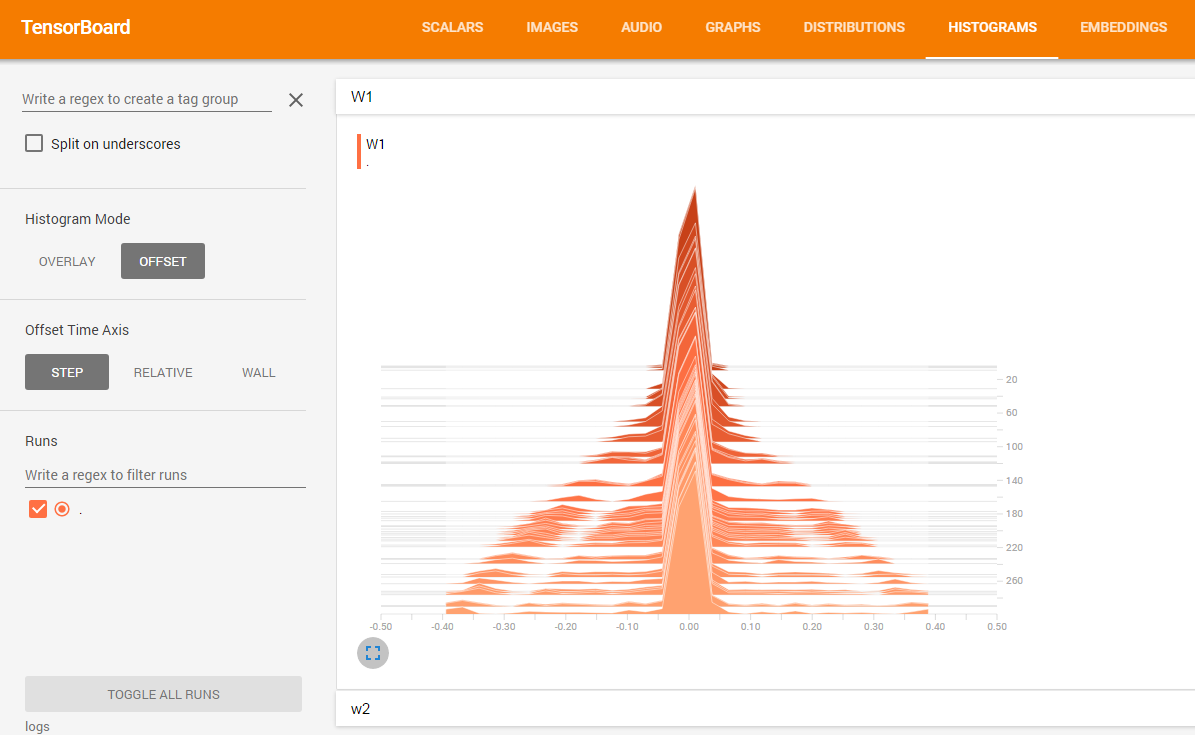 TensorBoard
SCALARS
IMAGES
AUDIO
GRAPHS
DISTRIBUTIONS
HISTOGRAMS
EMBEDDINGS
Write a regex to create a tag group
Split on underscores
Histogram Mode
OVERLAY
OFFSET
Offset Time Axis
STEP
RELATIVE
WALL
Runs
Write a regex to filter runs
.
TOGGLE ALL RUNS
logs
W1
W1
.
20
60
100
140
180
220
260
-0.50 -0.40 -0.30 -0.20 -0.10 0.00 0.10 0.20 0.30 0.40 0.50
w2